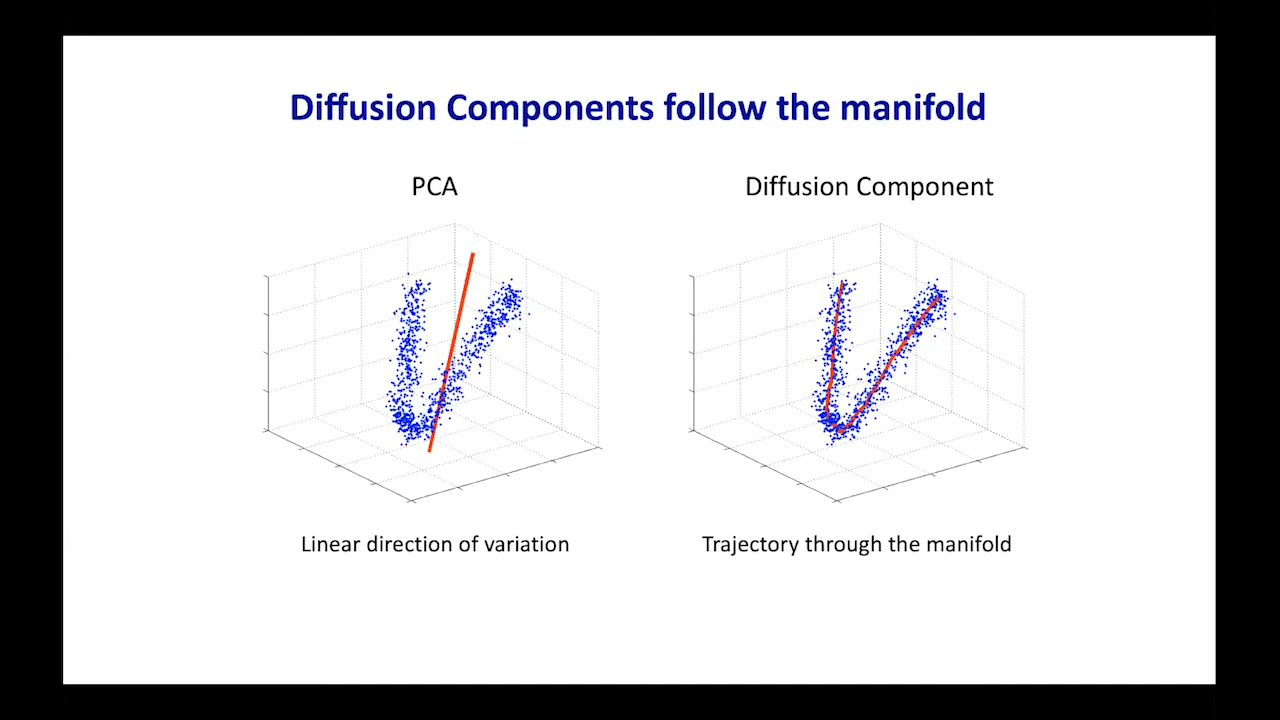 Diffusion Components follow the manifold
PCA
Diffusion Component
Linear direction of variation
Trajectory through the manifold